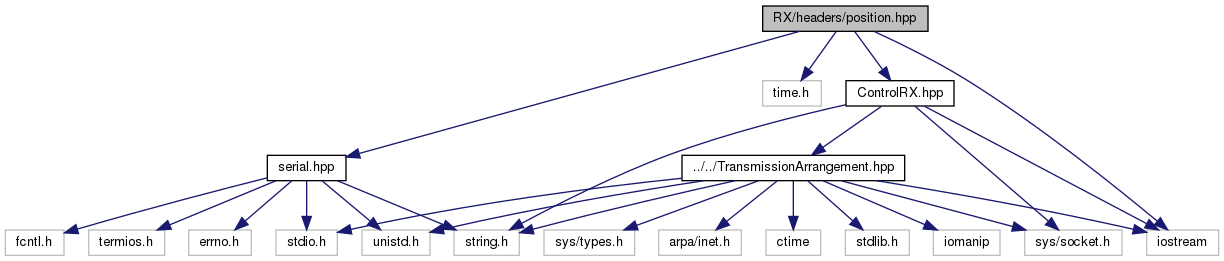 RX/headers/position.hpp
time.h
ControlRX.hpp
serial.hpp
../../TransmissionArrangement.hpp
fcntl.h
termios.h
errno.h
stdio.h
unistd.h
string.h
sys/types.h
arpa/inet.h
ctime
stdlib.h
iomanip
sys/socket.h
iostream